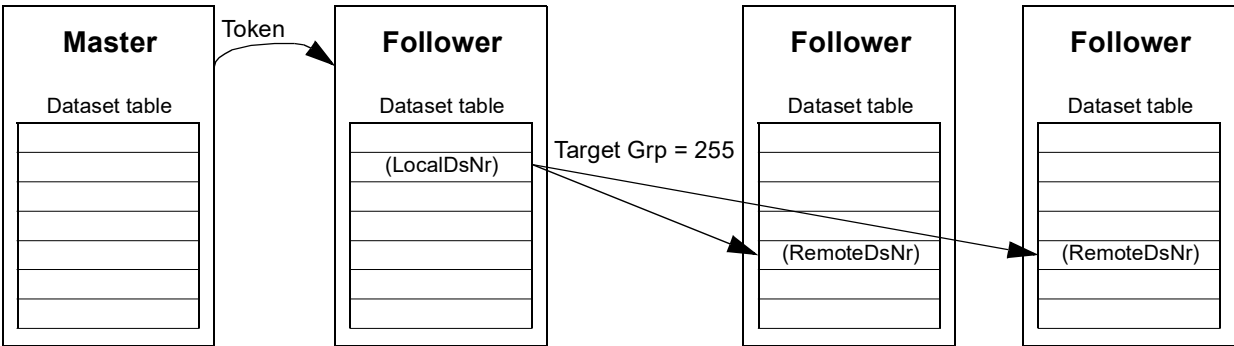 Master
Token
Follower
Follower
Follower
Dataset table
Dataset table
Dataset table
Dataset table
(LocalDsNr)
Target Grp = 255
(RemoteDsNr)
(RemoteDsNr)